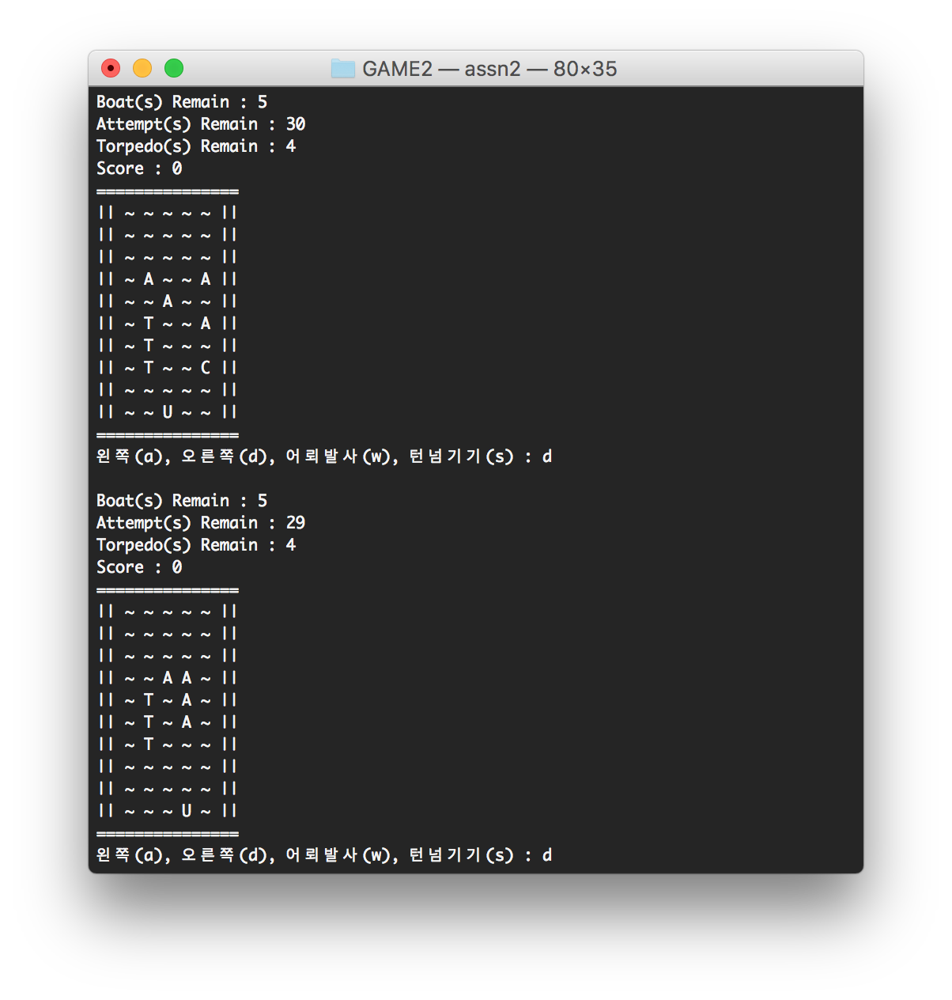 GAME2 — assn2 — 80×35
Boat(s) Remain : 5
Attempt(s) Remain : 30
Torpedo(s) Remain : 4
Score : 0
===============
|| ~ ~ ~ ~ ~ ||
|| ~ ~ ~ ~ ~ ||
|| ~ ~ ~ ~ ~ ||
|| ~ A ~ ~ A ||
|| ~ ~ A ~ ~ ||
|| ~ T ~ ~ A ||
|| ~ T ~ ~ ~ ||
|| ~ T ~ ~ C ||
|| ~ ~ ~ ~ ~ ||
|| ~ ~ U ~ ~ ||
===============
왼쪽(a), 오른쪽(d), 어뢰발사(w), 턴넘기기(s) : d
Boat(s) Remain : 5
Attempt(s) Remain : 29
Torpedo(s) Remain : 4
Score : 0
===============
|| ~ ~ ~ ~ ~ ||
|| ~ ~ ~ ~ ~ ||
|| ~ ~ ~ ~ ~ ||
|| ~ ~ A A ~ ||
|| ~ T ~ A ~ ||
|| ~ T ~ A ~ ||
|| ~ T ~ ~ ~ ||
|| ~ ~ ~ ~ ~ ||
|| ~ ~ ~ ~ ~ ||
|| ~ ~ ~ U ~ ||
===============
왼쪽(a), 오른쪽(d), 어뢰발사(w), 턴넘기기(s) : d